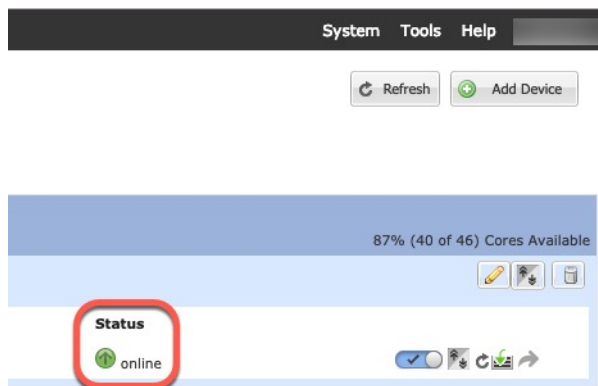 System Tools Help
Refresh Add Device
87% (40 of 46) Cores Available
Status
online